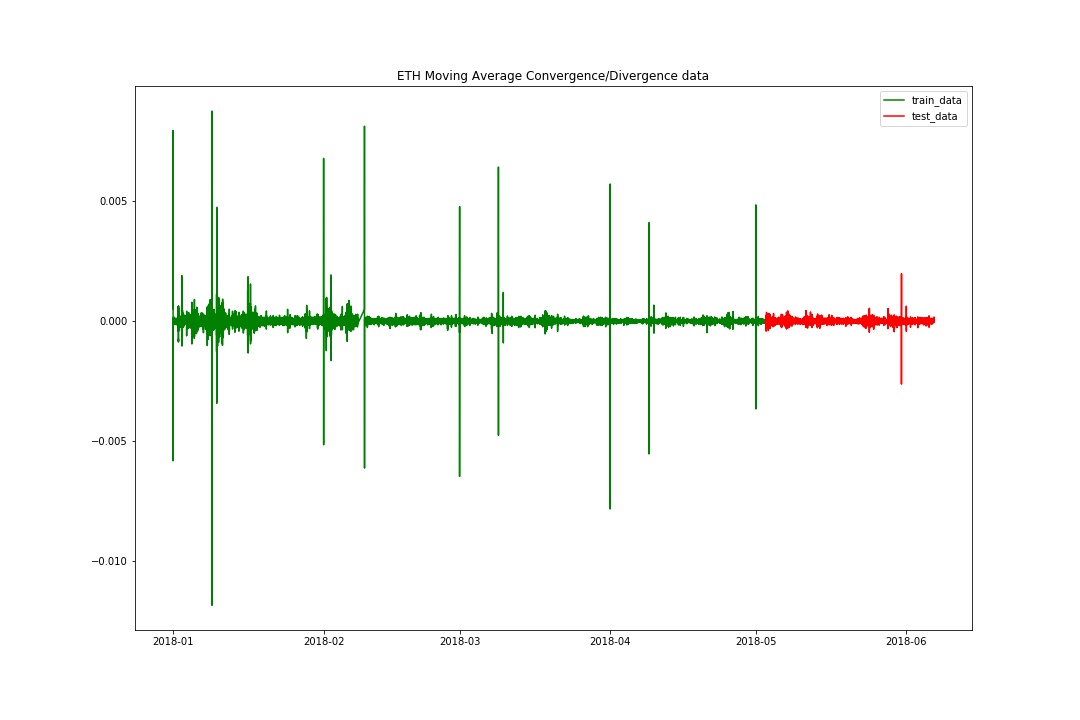 ETH Moving Average Convergence/Divergence data
train_data
test_data
0.005
0.000
−0.005
−0.010
2018-01 2018-02 2018-03 2018-04 2018-05 2018-06